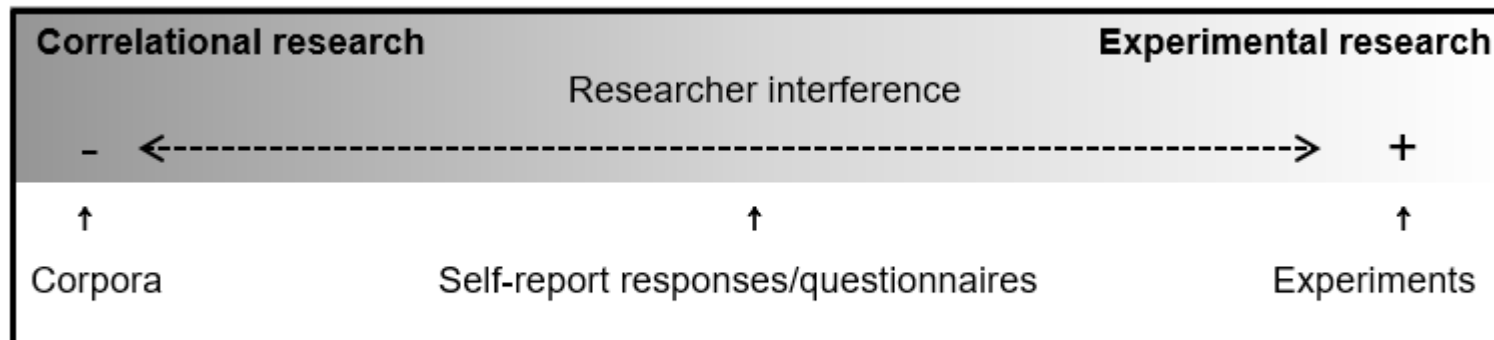 Correlational research Experimental research
Researcher interference
- +
Corpora Self-report responses/questionnaires Experiments